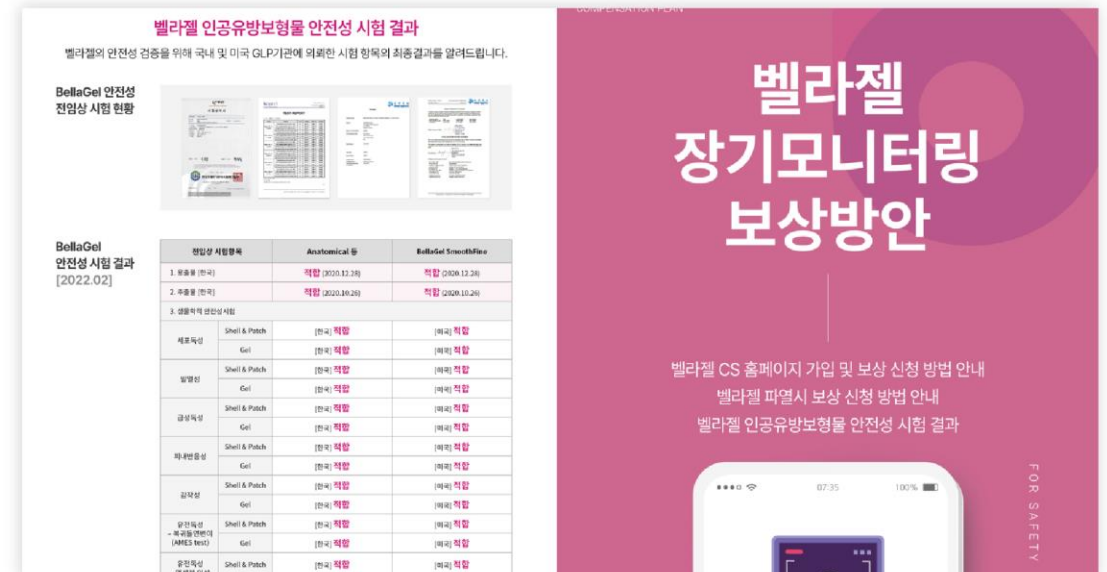 벨라젤 인공유방보형물 안전성 시험 결과
벨라젤의 안전성 검증을 위해 국내 및 미국 GLP기관에 의뢰한 시험 항목의 최종결과를 알려드립니다.
BellaGel 안전성
전임상 시험 현황
BellaGel
안전성 시험 결과
[2022.02]
전임상 시험항목 Anatomical 등 BellaGel SmoothFine
1. 용출물 [한국] 적합 (2020.12.28) 적합 (2020.12.28)
2. 추출물 [한국] 적합 (2020.10.26) 적합 (2020.10.26)
3. 생물학적 안전성 시험
세포독성 Shell & Patch [한국] 적합 [미국] 적합
Gel [한국] 적합 [미국] 적합
발열성 Shell & Patch [한국] 적합 [미국] 적합
Gel [한국] 적합 [미국] 적합
급성독성 Shell & Patch [한국] 적합 [미국] 적합
Gel [한국] 적합 [미국] 적합
피내반응성 Shell & Patch [한국] 적합 [미국] 적합
Gel [한국] 적합 [미국] 적합
감작성 Shell & Patch [한국] 적합 [미국] 적합
Gel [한국] 적합 [미국] 적합
유전독성
- 복귀돌연변이
(AMES test)
Shell & Patch [한국] 적합 [미국] 적합
Gel [한국] 적합 [미국] 적합
유전독성 Shell & Patch [한국] 적합 [미국] 적합
COMPENSATION PLAN
벨라젤
장기모니터링
보상방안
벨라젤 CS 홈페이지 가입 및 보상 신청 방법 안내
벨라젤 파열시 보상 신청 방법 안내
벨라젤 인공유방보형물 안전성 시험 결과
07:35 100%
FOR SAFETY